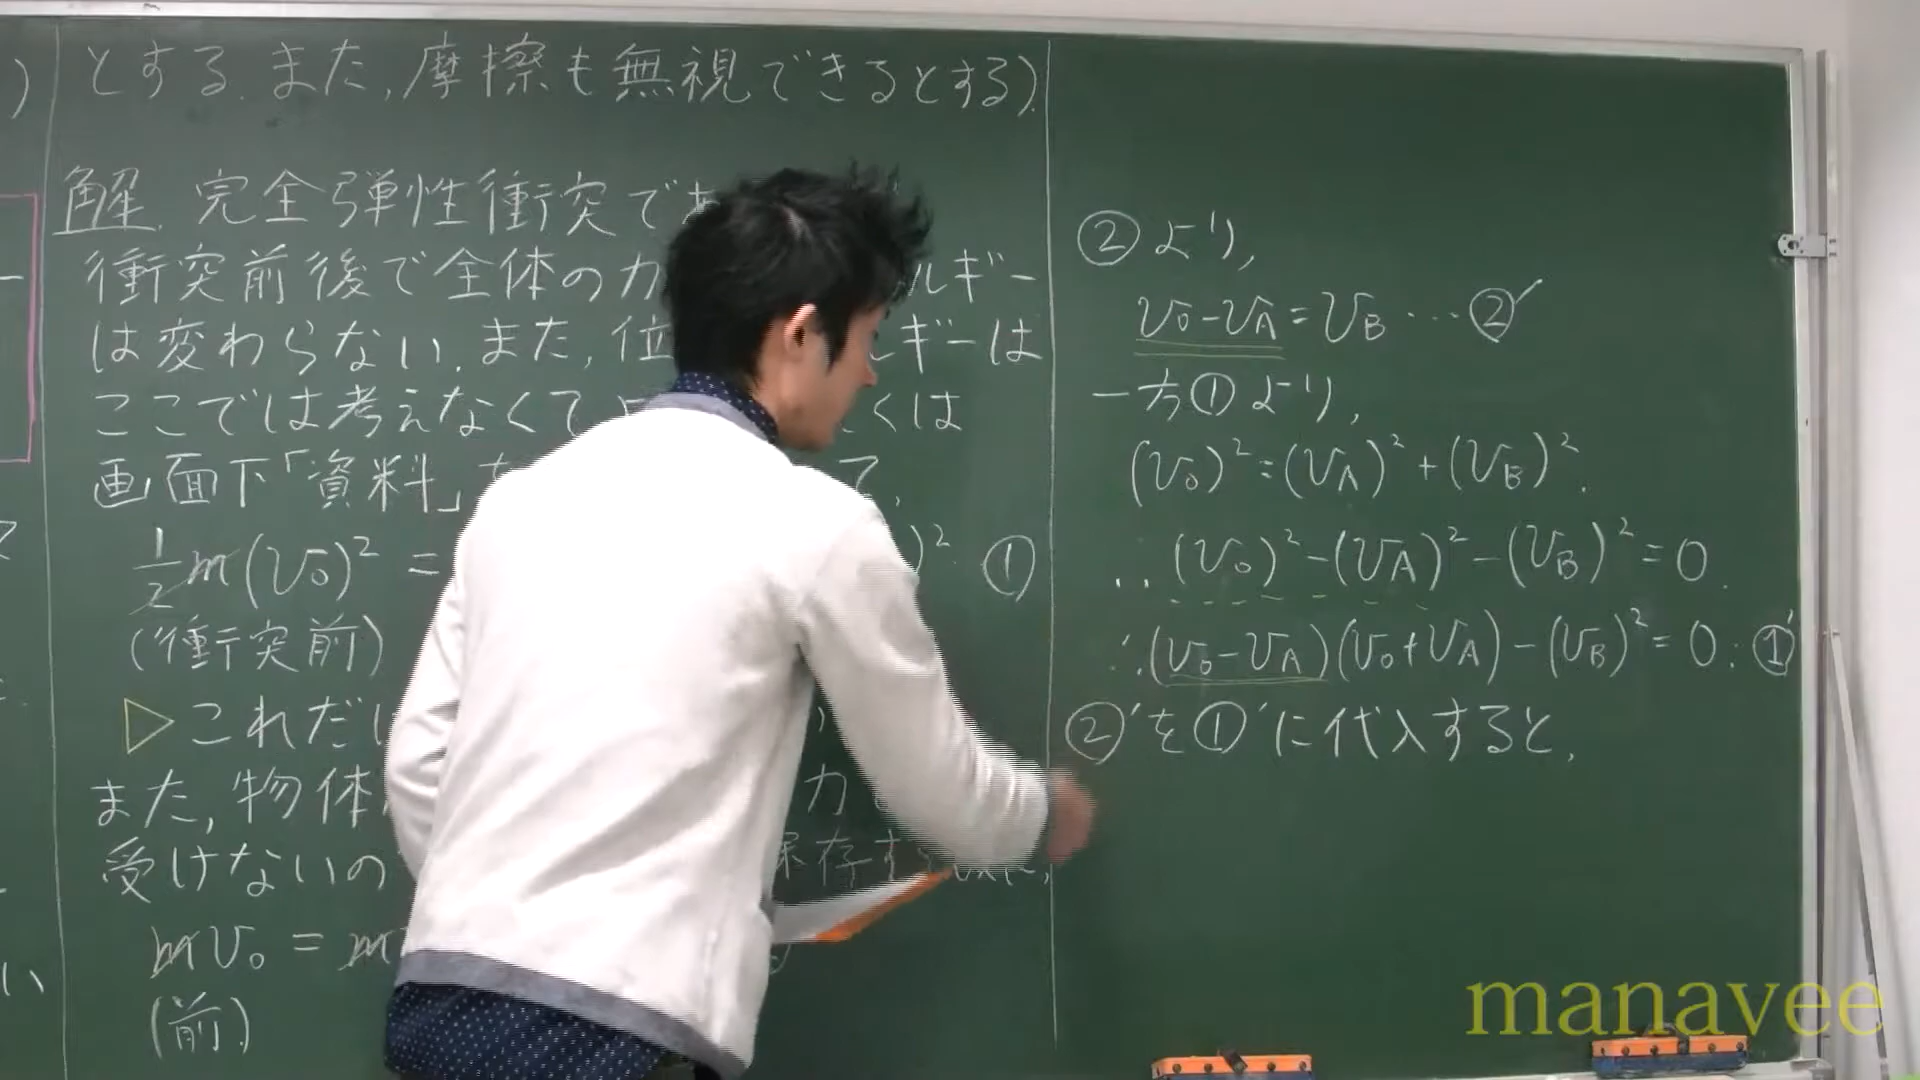 とする.また,摩擦も無視できるとする).
解.完全弾性衝突であ
衝突前後で全体の力 ルギー
は変わらない.また,位 ルギーは
ここでは考えなくて くは
画面下「資料」を て,
1/2 m(v₀)² = )² ①
(衝突前)
▷これだけ
また,物体 力
受けないの 保存する
mv₀ = m
(前)
②より,
v₀-vA=vB…②′
一方①より,
(v₀)²=(vA)²+(vB)².
∴(v₀)²-(vA)²-(vB)²=0.
∴(v₀-vA)(v₀+vA)-(vB)²=0:①′
②′を①′に代入すると,
manavee